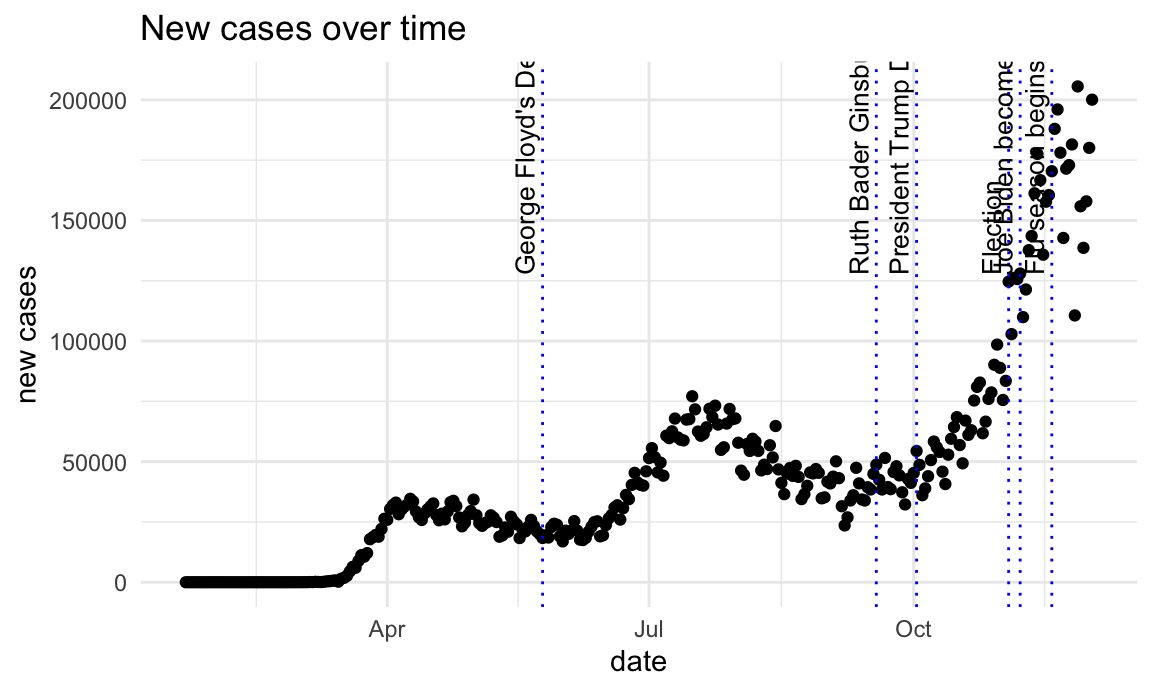 New cases over time
new cases
200000
150000
100000
50000
0
George Floyd's De
Ruth Bader Ginsbu
President Trump D
Election
Joe Biden become
Flu season begins
Apr
Jul
Oct
date